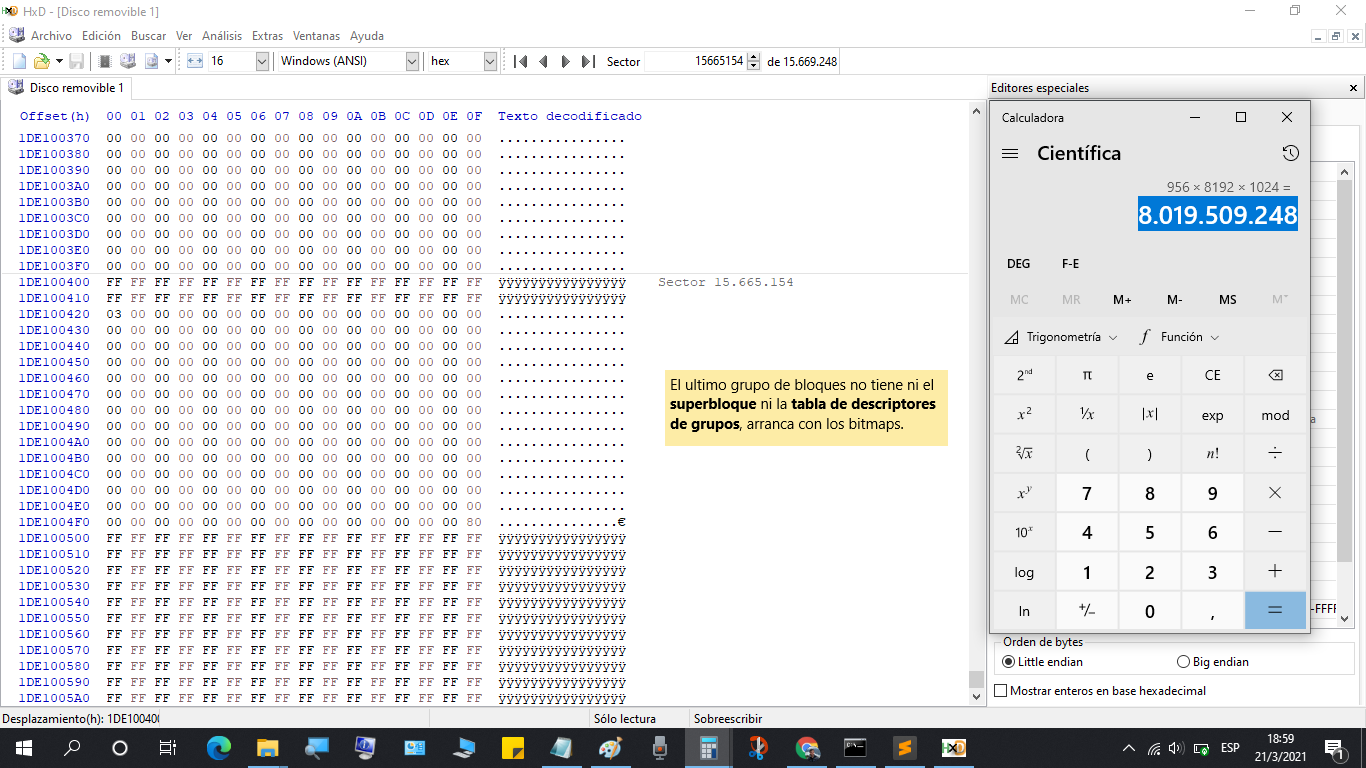 HxD - [Disco removible 1]
Archivo Edición Buscar Ver Análisis Extras Ventanas Ayuda
16 Windows (ANSI) hex Sector 15665154 de 15.669.248
Disco removible 1
Editores especiales
Offset(h) 00 01 02 03 04 05 06 07 08 09 0A 0B 0C 0D 0E 0F Texto decodificado
1DE100370 00 00 00 00 00 00 00 00 00 00 00 00 00 00 00 00 ................
1DE100380 00 00 00 00 00 00 00 00 00 00 00 00 00 00 00 00 ................
1DE100390 00 00 00 00 00 00 00 00 00 00 00 00 00 00 00 00 ................
1DE1003A0 00 00 00 00 00 00 00 00 00 00 00 00 00 00 00 00 ................
1DE1003B0 00 00 00 00 00 00 00 00 00 00 00 00 00 00 00 00 ................
1DE1003C0 00 00 00 00 00 00 00 00 00 00 00 00 00 00 00 00 ................
1DE1003D0 00 00 00 00 00 00 00 00 00 00 00 00 00 00 00 00 ................
1DE1003E0 00 00 00 00 00 00 00 00 00 00 00 00 00 00 00 00 ................
1DE1003F0 00 00 00 00 00 00 00 00 00 00 00 00 00 00 00 00 ................
1DE100400 FF FF FF FF FF FF FF FF FF FF FF FF FF FF FF FF ÿÿÿÿÿÿÿÿÿÿÿÿÿÿÿÿ Sector 15.665.154
1DE100410 FF FF FF FF FF FF FF FF FF FF FF FF FF FF FF FF ÿÿÿÿÿÿÿÿÿÿÿÿÿÿÿÿ
1DE100420 03 00 00 00 00 00 00 00 00 00 00 00 00 00 00 00 ................
1DE100430 00 00 00 00 00 00 00 00 00 00 00 00 00 00 00 00 ................
1DE100440 00 00 00 00 00 00 00 00 00 00 00 00 00 00 00 00 ................
1DE100450 00 00 00 00 00 00 00 00 00 00 00 00 00 00 00 00 ................
1DE100460 00 00 00 00 00 00 00 00 00 00 00 00 00 00 00 00 ................
1DE100470 00 00 00 00 00 00 00 00 00 00 00 00 00 00 00 00 ................
1DE100480 00 00 00 00 00 00 00 00 00 00 00 00 00 00 00 00 ................
1DE100490 00 00 00 00 00 00 00 00 00 00 00 00 00 00 00 00 ................
1DE1004A0 00 00 00 00 00 00 00 00 00 00 00 00 00 00 00 00 ................
1DE1004B0 00 00 00 00 00 00 00 00 00 00 00 00 00 00 00 00 ................
1DE1004C0 00 00 00 00 00 00 00 00 00 00 00 00 00 00 00 00 ................
1DE1004D0 00 00 00 00 00 00 00 00 00 00 00 00 00 00 00 00 ................
1DE1004E0 00 00 00 00 00 00 00 00 00 00 00 00 00 00 00 00 ................
1DE1004F0 00 00 00 00 00 00 00 00 00 00 00 00 00 00 00 80 ...............€
1DE100500 FF FF FF FF FF FF FF FF FF FF FF FF FF FF FF FF ÿÿÿÿÿÿÿÿÿÿÿÿÿÿÿÿ
1DE100510 FF FF FF FF FF FF FF FF FF FF FF FF FF FF FF FF ÿÿÿÿÿÿÿÿÿÿÿÿÿÿÿÿ
1DE100520 FF FF FF FF FF FF FF FF FF FF FF FF FF FF FF FF ÿÿÿÿÿÿÿÿÿÿÿÿÿÿÿÿ
1DE100530 FF FF FF FF FF FF FF FF FF FF FF FF FF FF FF FF ÿÿÿÿÿÿÿÿÿÿÿÿÿÿÿÿ
1DE100540 FF FF FF FF FF FF FF FF FF FF FF FF FF FF FF FF ÿÿÿÿÿÿÿÿÿÿÿÿÿÿÿÿ
1DE100550 FF FF FF FF FF FF FF FF FF FF FF FF FF FF FF FF ÿÿÿÿÿÿÿÿÿÿÿÿÿÿÿÿ
1DE100560 FF FF FF FF FF FF FF FF FF FF FF FF FF FF FF FF ÿÿÿÿÿÿÿÿÿÿÿÿÿÿÿÿ
1DE100570 FF FF FF FF FF FF FF FF FF FF FF FF FF FF FF FF ÿÿÿÿÿÿÿÿÿÿÿÿÿÿÿÿ
1DE100580 FF FF FF FF FF FF FF FF FF FF FF FF FF FF FF FF ÿÿÿÿÿÿÿÿÿÿÿÿÿÿÿÿ
1DE100590 FF FF FF FF FF FF FF FF FF FF FF FF FF FF FF FF ÿÿÿÿÿÿÿÿÿÿÿÿÿÿÿÿ
1DE1005A0 FF FF FF FF FF FF FF FF FF FF FF FF FF FF FF FF ÿÿÿÿÿÿÿÿÿÿÿÿÿÿÿÿ
El ultimo grupo de bloques no tiene ni el
superbloque ni la tabla de descriptores
de grupos, arranca con los bitmaps.
Calculadora
Científica
956 × 8192 × 1024 =
8.019.509.248
DEG F-E
MC MR M+ M- MS M˅
Trigonometría ƒ Función
2ⁿᵈ π e CE
x² ¹/x |x| exp mod
²√x ( ) n! ÷
xʸ 7 8 9 ×
10ˣ 4 5 6 −
log 1 2 3 +
ln +/− 0 , =
-FFFF
Orden de bytes
Little endian Big endian
Mostrar enteros en base hexadecimal
Desplazamiento(h): 1DE100400 Sólo lectura Sobreescribir
ESP 18:59
21/3/2021
1